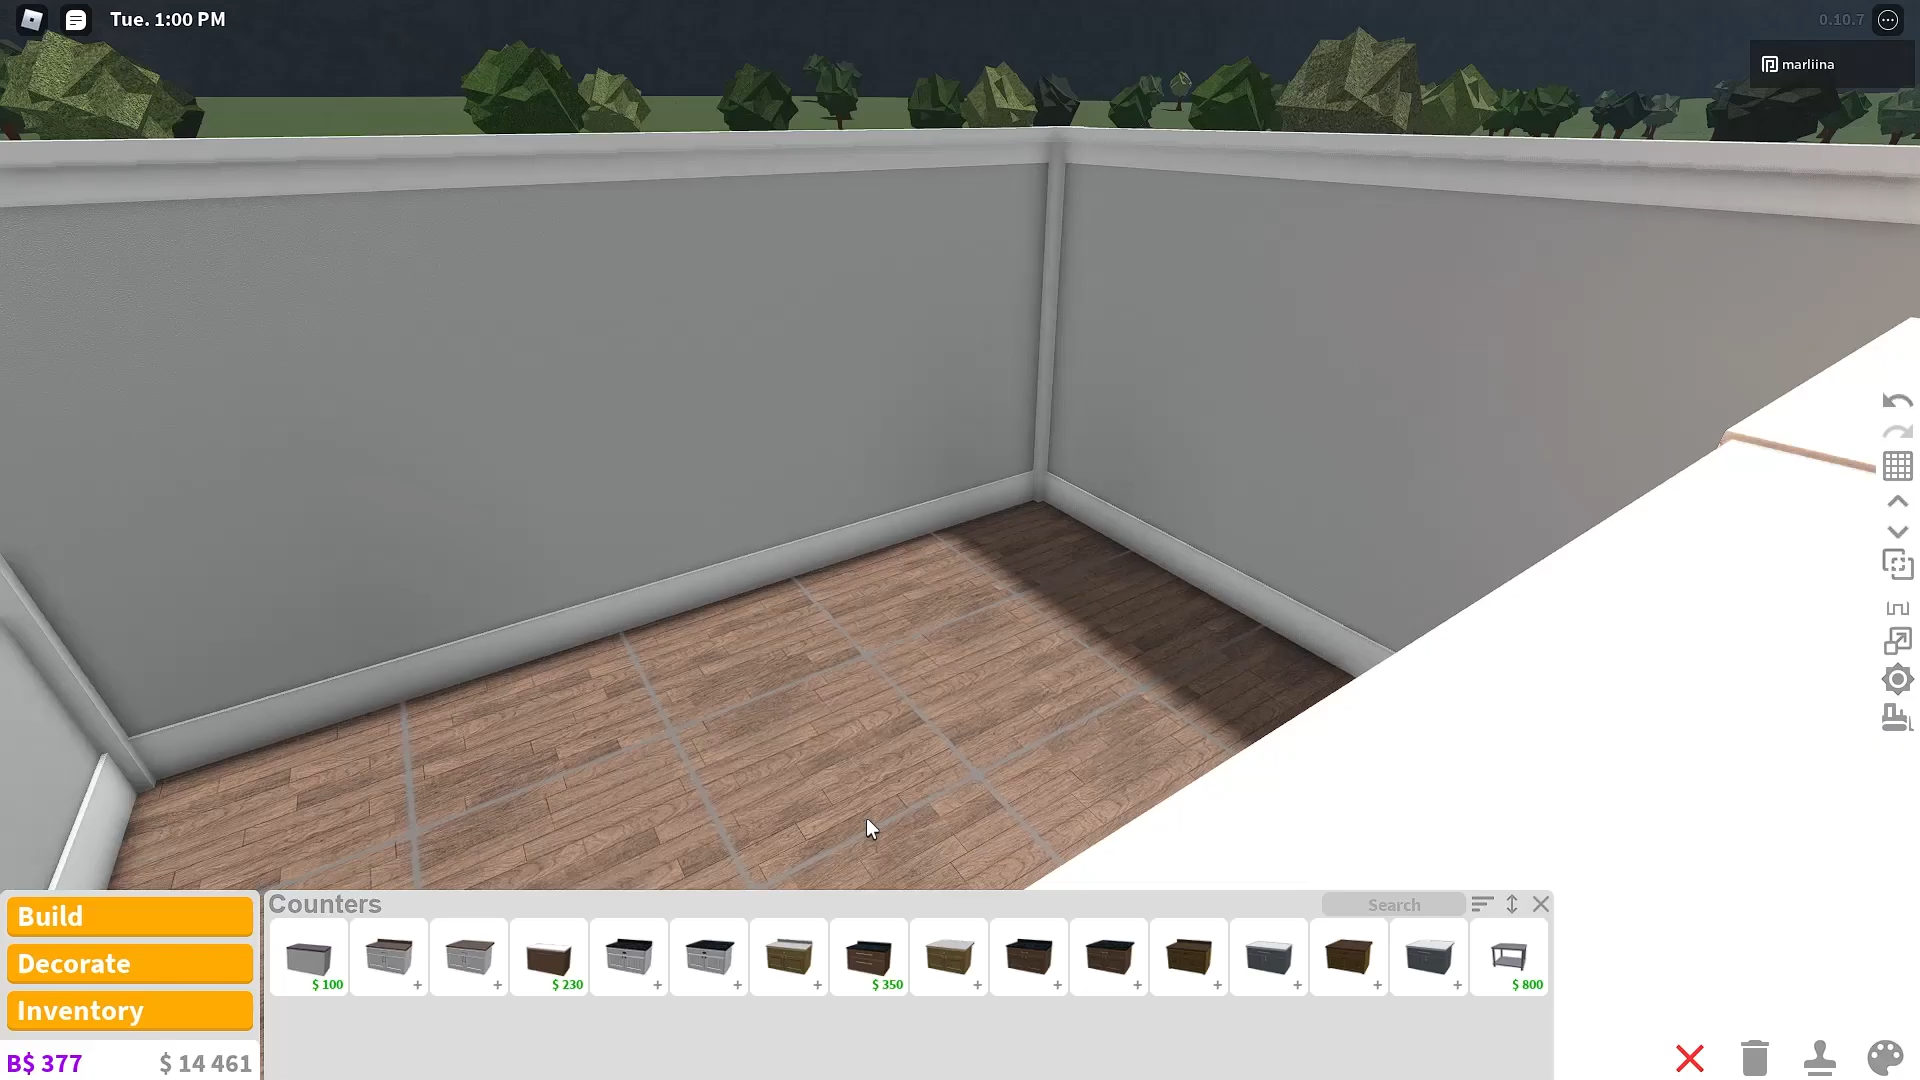 Tue. 1:00 PM
0.10.7
marliina
Counters
Search
Build
Decorate
Inventory
$ 100
+
+
$ 230
+
+
+
$ 350
+
+
+
+
+
+
+
$ 800
B$ 377
$ 14 461